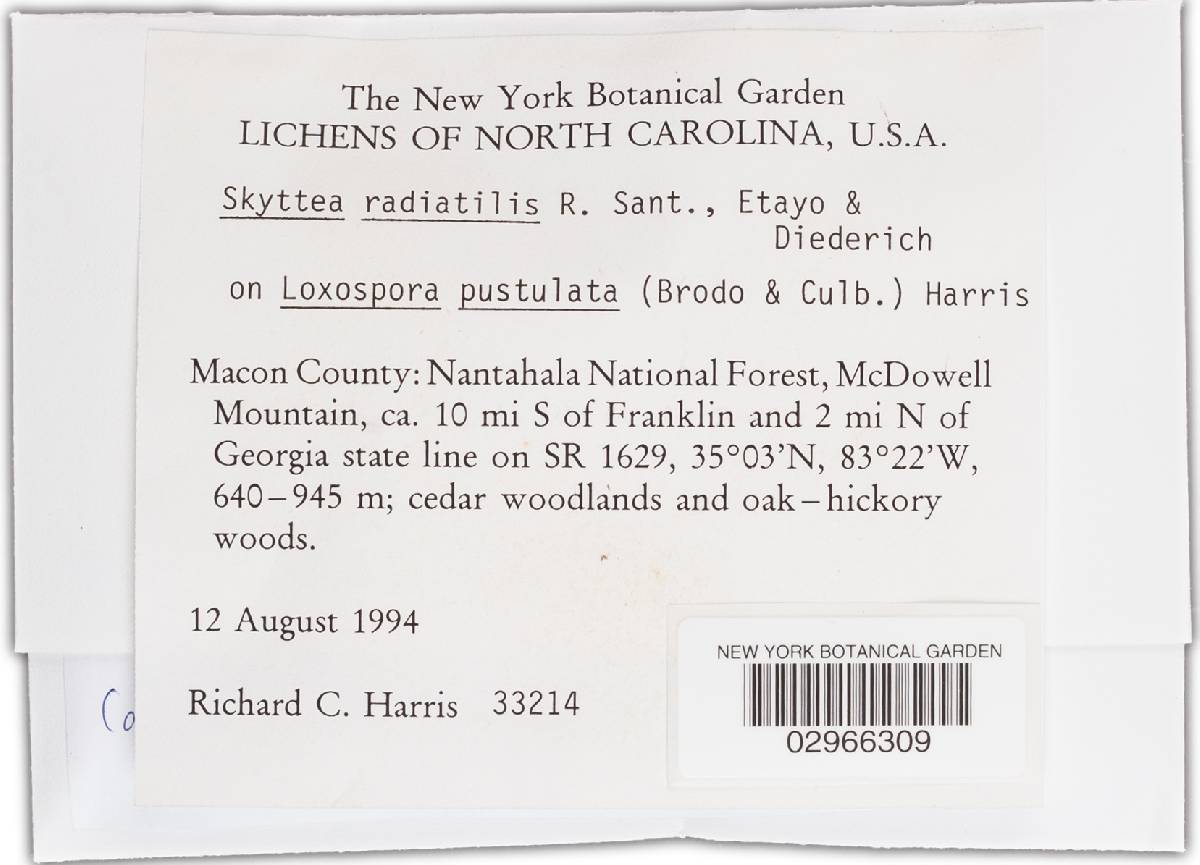 The New York Botanical Garden
LICHENS OF NORTH CAROLINA, U.S.A.
Skyttea radiatilis R. Sant., Etayo &
Diederich
on Loxospora pustulata (Brodo & Culb.) Harris
Macon County: Nantahala National Forest, McDowell
Mountain, ca. 10 mi S of Franklin and 2 mi N of
Georgia state line on SR 1629, 35°03'N, 83°22'W,
640–945 m; cedar woodlands and oak–hickory
woods.
12 August 1994
Richard C. Harris 33214
NEW YORK BOTANICAL GARDEN
02966309